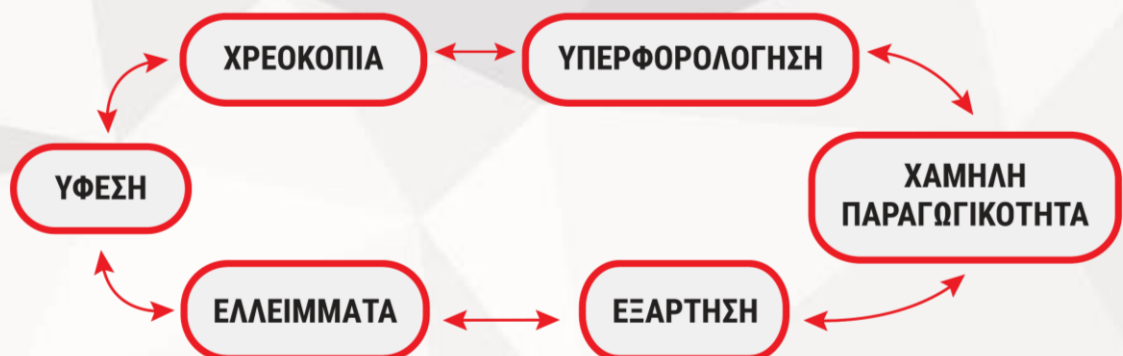 ΧΡΕΟΚΟΠΙΑ
ΥΠΕΡΦΟΡΟΛΟΓΗΣΗ
ΥΦΕΣΗ
ΧΑΜΗΛΗ
ΠΑΡΑΓΩΓΙΚΟΤΗΤΑ
ΕΛΛΕΙΜΜΑΤΑ
ΕΞΑΡΤΗΣΗ